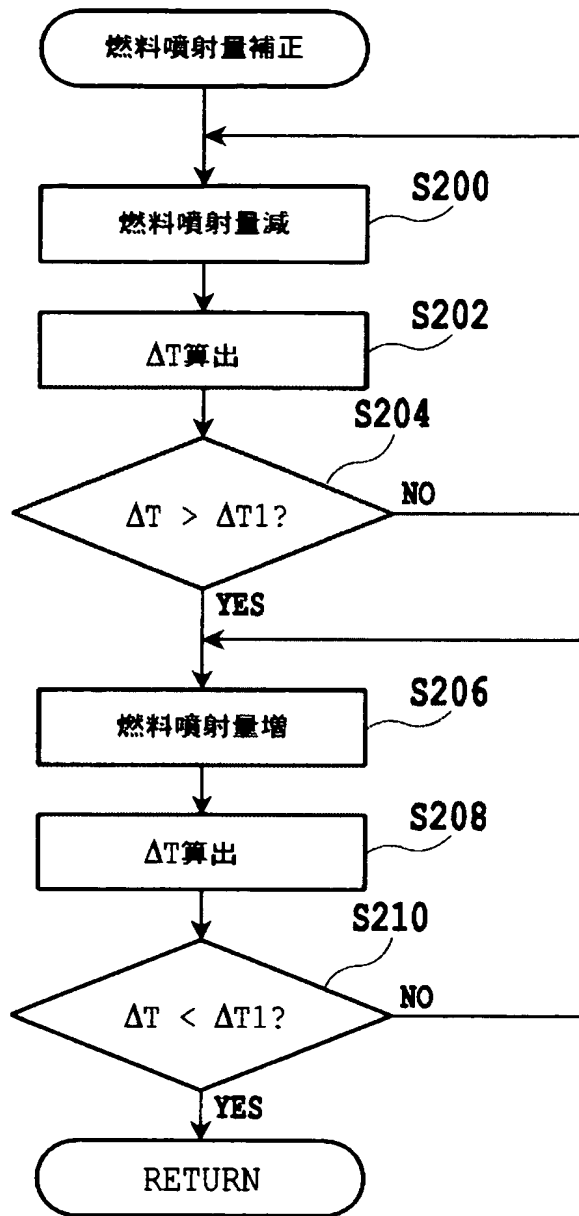 燃料噴射量補正
S200
燃料噴射量減
S202
ΔT算出
S204
ΔT > ΔT1?
NO
YES
S206
燃料噴射量増
S208
ΔT算出
S210
ΔT < ΔT1?
NO
YES
RETURN